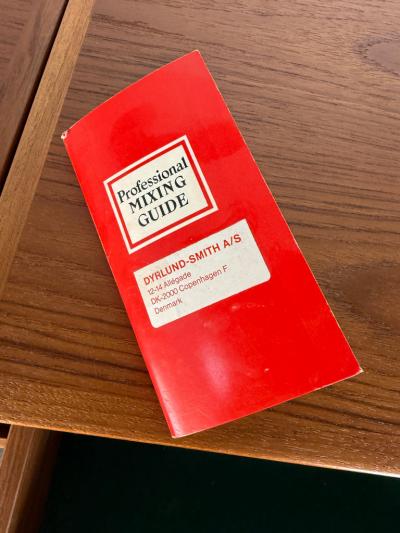 Professional
MIXING
GUIDE
DYRLUND-SMITH A/S
12-14 Allégade
DK-2000 Copenhagen F
Denmark